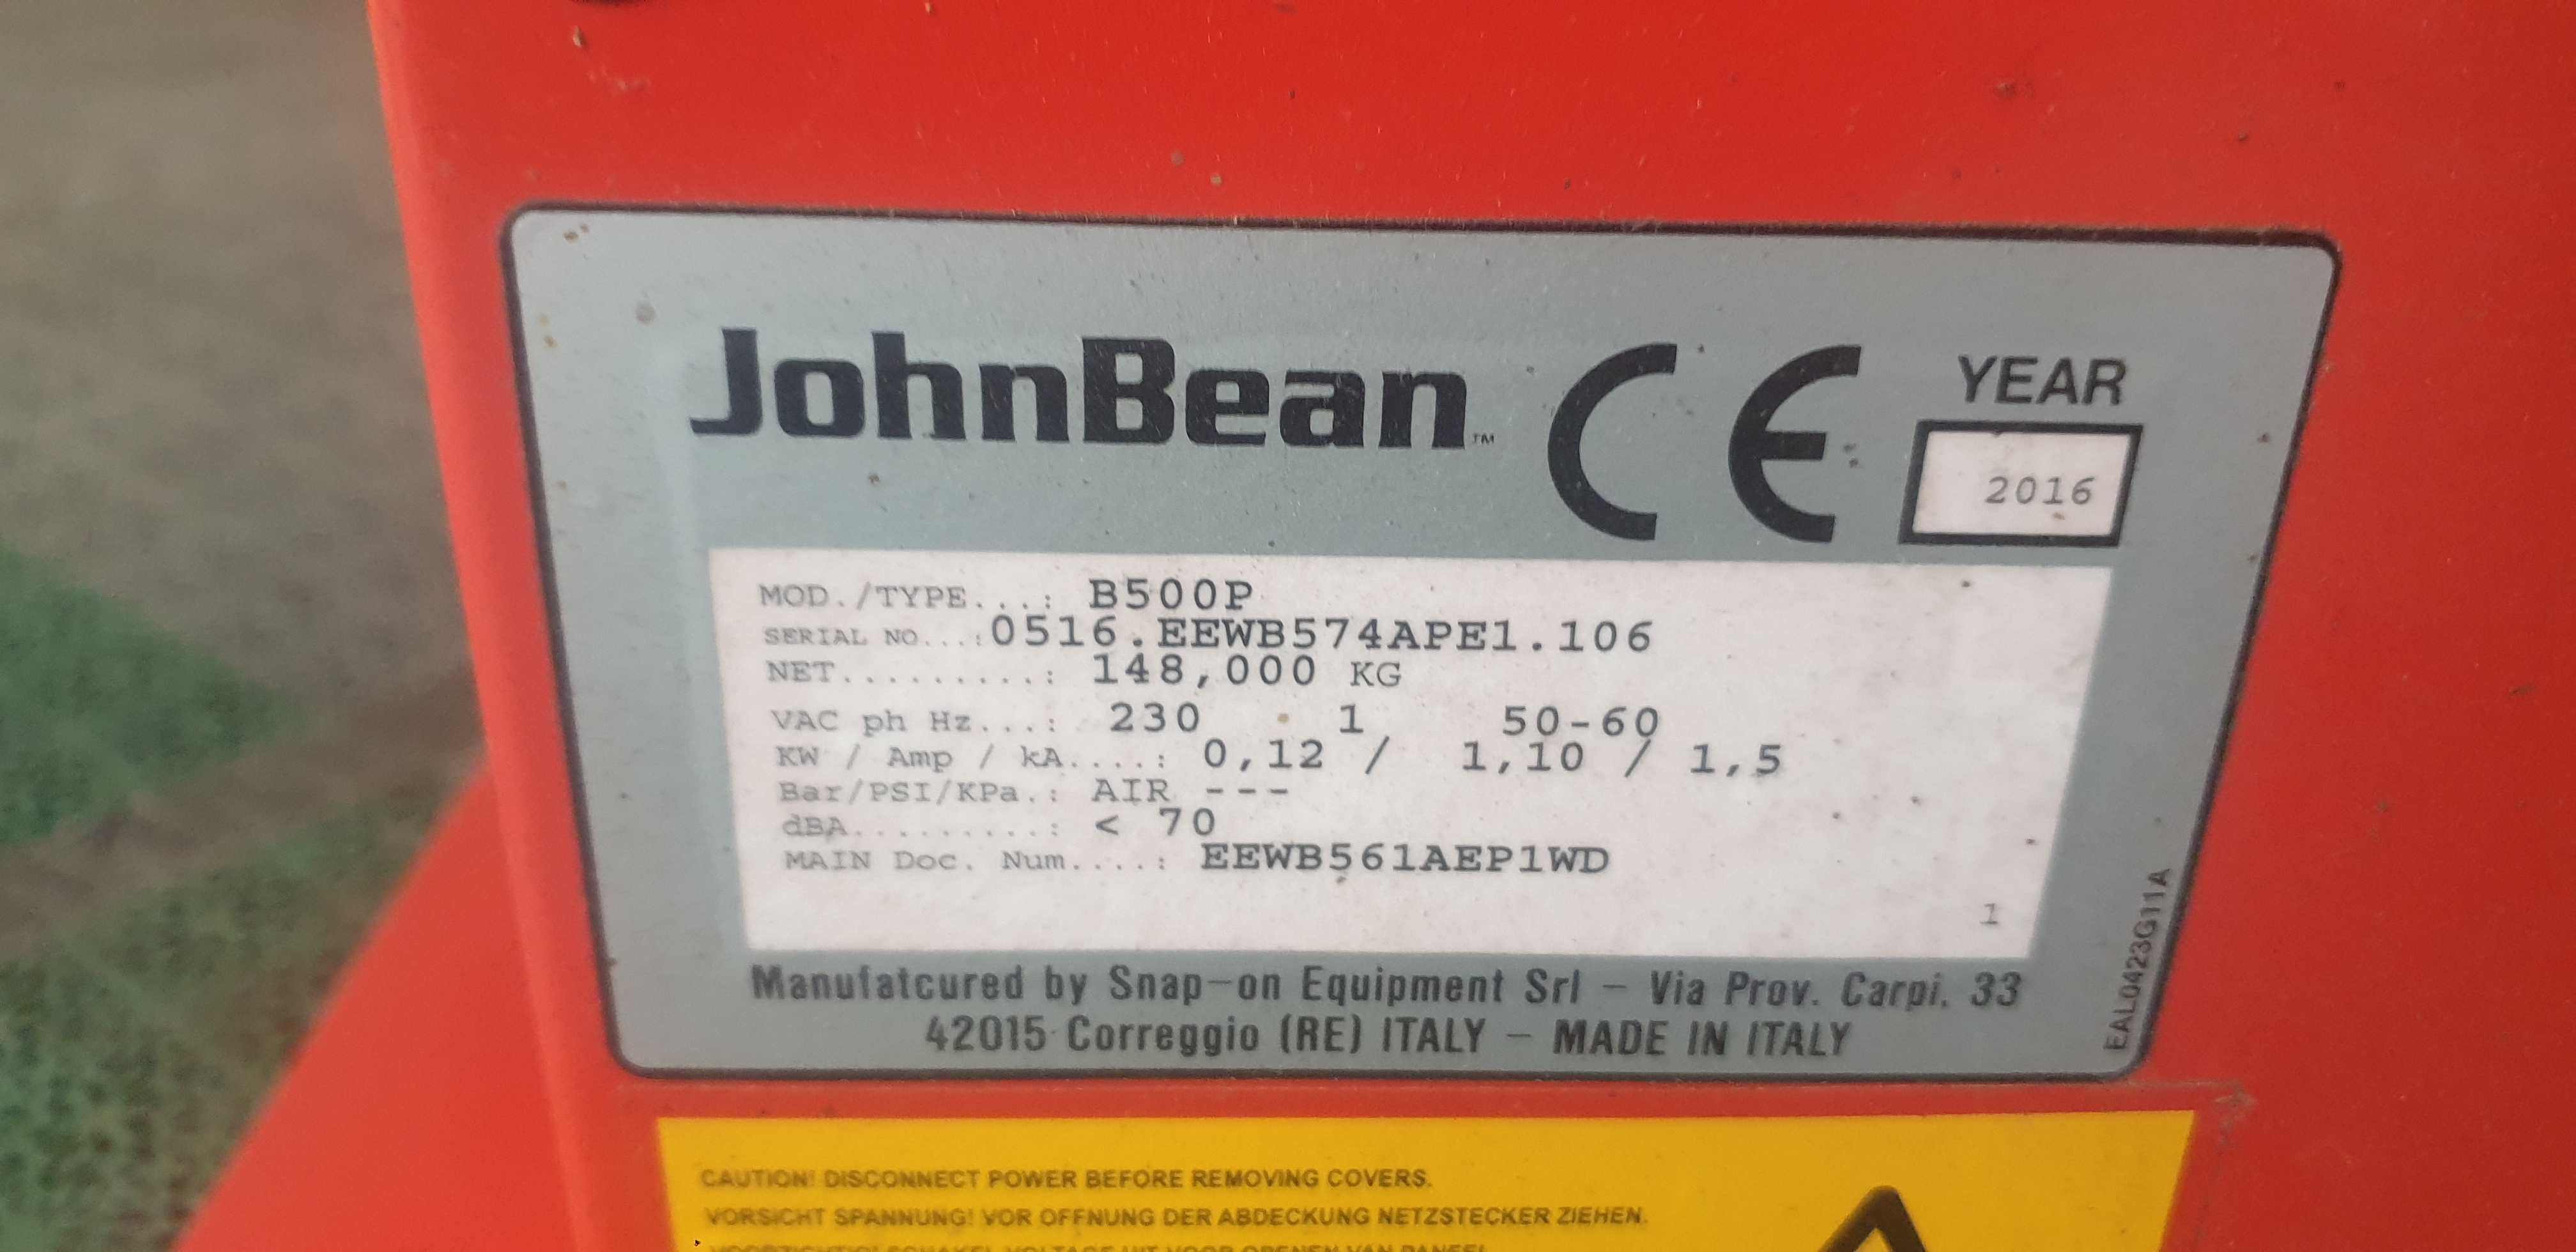 JohnBean™ CE YEAR
2016
MOD./TYPE...: B500P
SERIAL NO...:0516.EEWB574APE1.106
NET..........: 148,000 KG
VAC ph Hz...: 230 1 50-60
KW / Amp / kA....: 0,12 / 1,10 / 1,5
Bar/PSI/KPa.: AIR ---
dBA..........: < 70
MAIN Doc. Num....: EEWB561AEP1WD
1
EAL0423G11A
Manufatcured by Snap-on Equipment Srl - Via Prov. Carpi. 33
42015 Correggio (RE) ITALY - MADE IN ITALY
CAUTION! DISCONNECT POWER BEFORE REMOVING COVERS.
VORSICHT SPANNUNG! VOR OFFNUNG DER ABDECKUNG NETZSTECKER ZIEHEN.